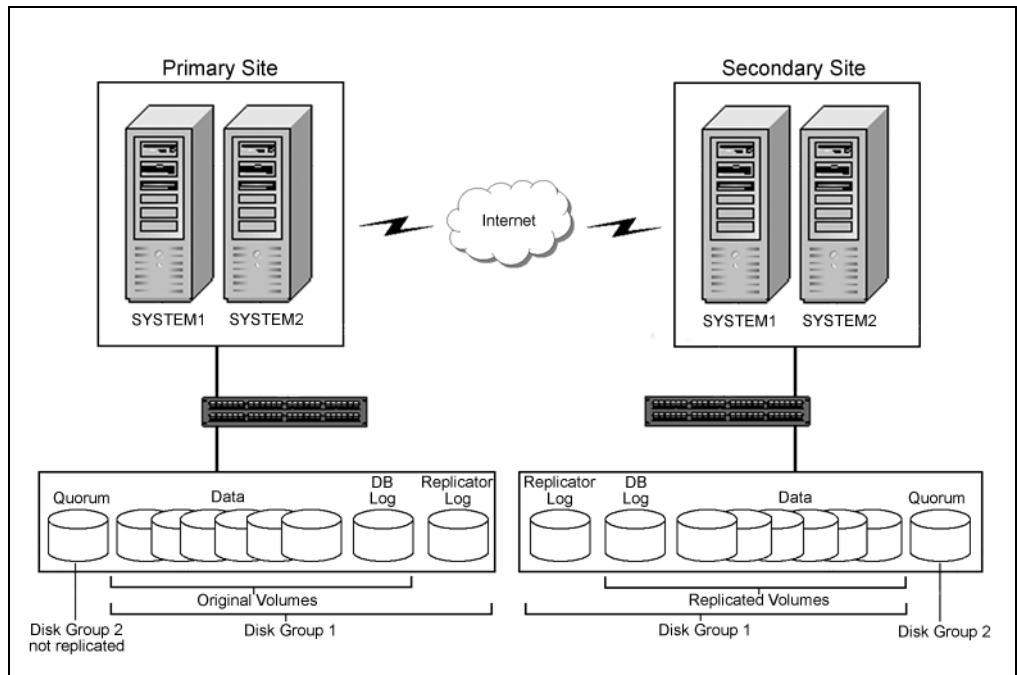 Primary Site
Secondary Site
Internet
SYSTEM1
SYSTEM2
SYSTEM1
SYSTEM2
Quorum
Data
DB
Log
Replicator
Log
Replicator
Log
DB
Log
Data
Quorum
Original Volumes
Replicated Volumes
Disk Group 2
not replicated
Disk Group 1
Disk Group 1
Disk Group 2